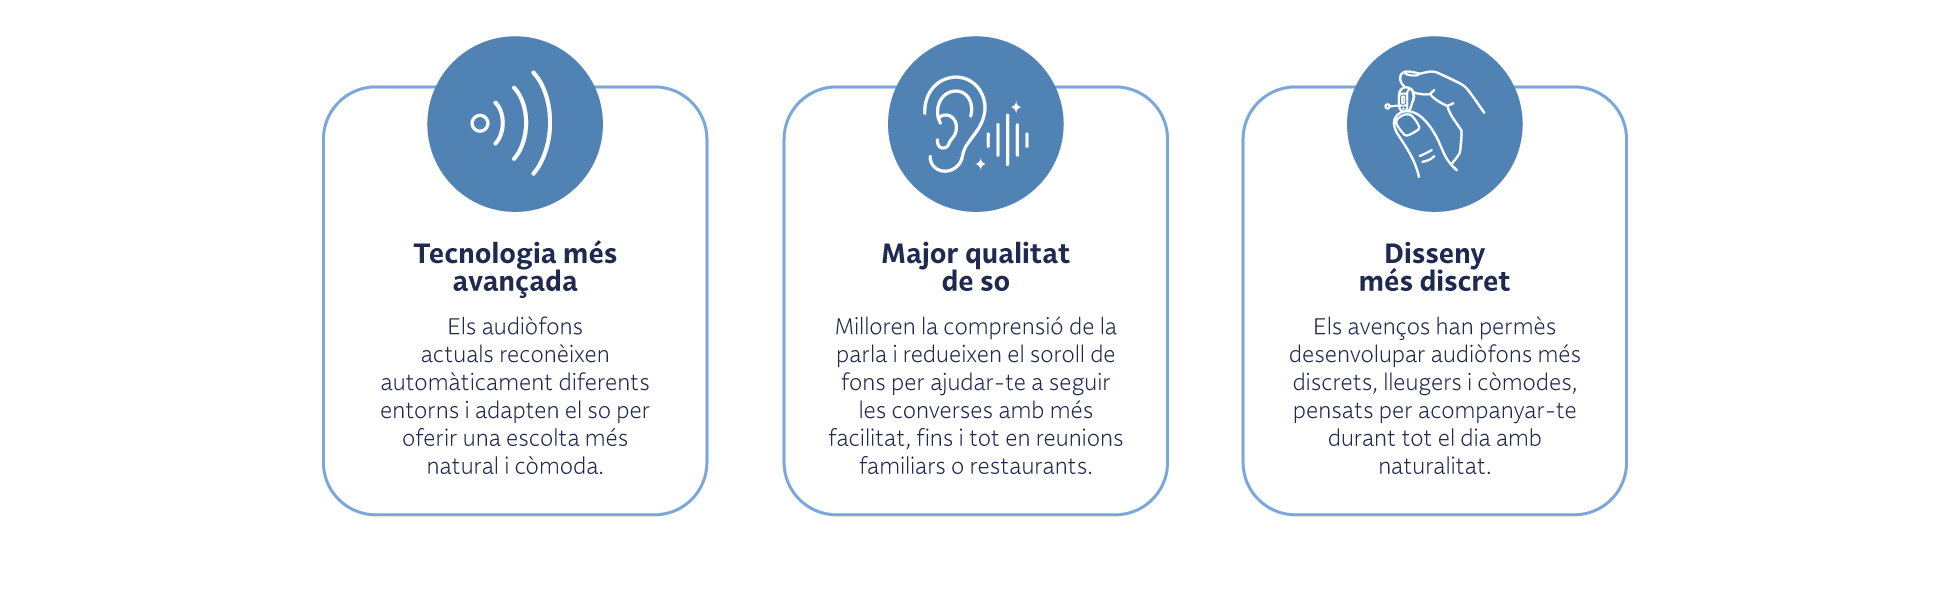 Tecnologia més
avançada
Els audiòfons
actuals reconèixen
automàticament diferents
entorns i adapten el so per
oferir una escolta més
natural i còmoda.
Major qualitat
de so
Milloren la comprensió de la
parla i redueixen el soroll de
fons per ajudar-te a seguir
les converses amb més
facilitat, fins i tot en reunions
familiars o restaurants.
Disseny
més discret
Els avenços han permès
desenvolupar audiòfons més
discrets, lleugers i còmodes,
pensats per acompanyar-te
durant tot el dia amb
naturalitat.